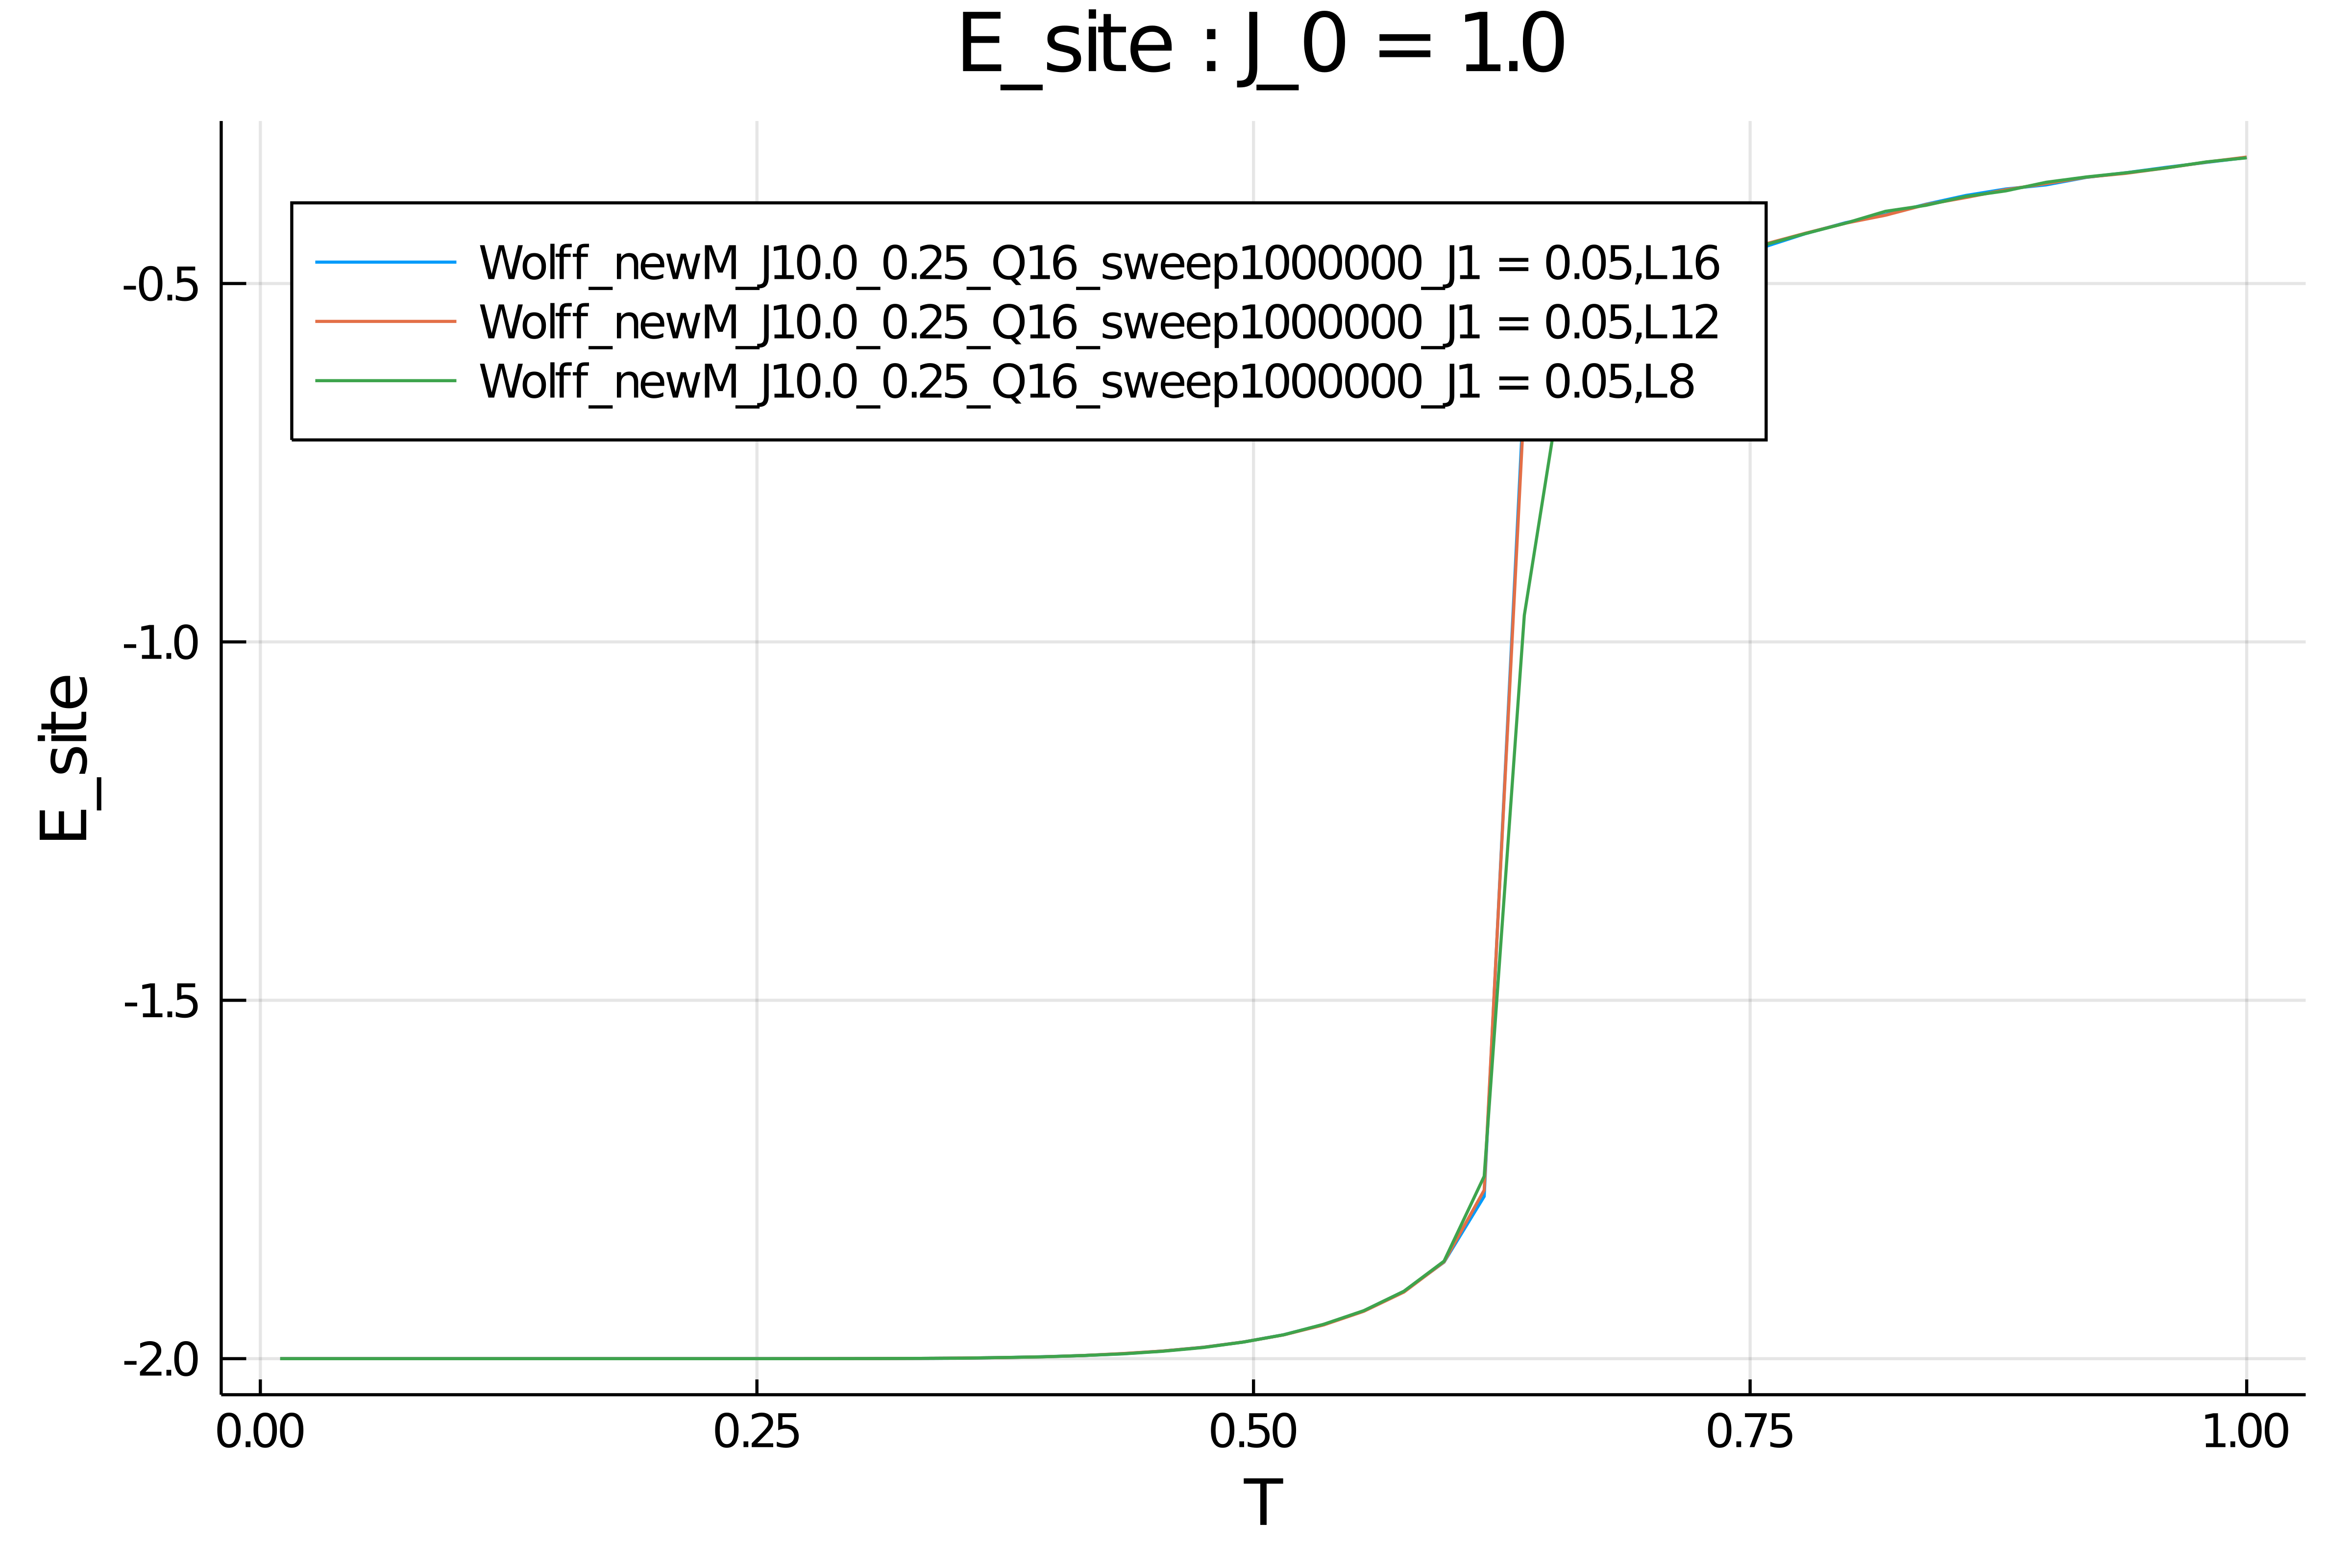 E_site : J_0 = 1.0
-0.5
Wolff_newM_J10.0_0.25_Q16_sweep1000000_J1 = 0.05,L16
Wolff_newM_J10.0_0.25_Q16_sweep1000000_J1 = 0.05,L12
Wolff_newM_J10.0_0.25_Q16_sweep1000000_J1 = 0.05,L8
-1.0
E_site
-1.5
-2.0
0.00 0.25 0.50 0.75 1.00
T